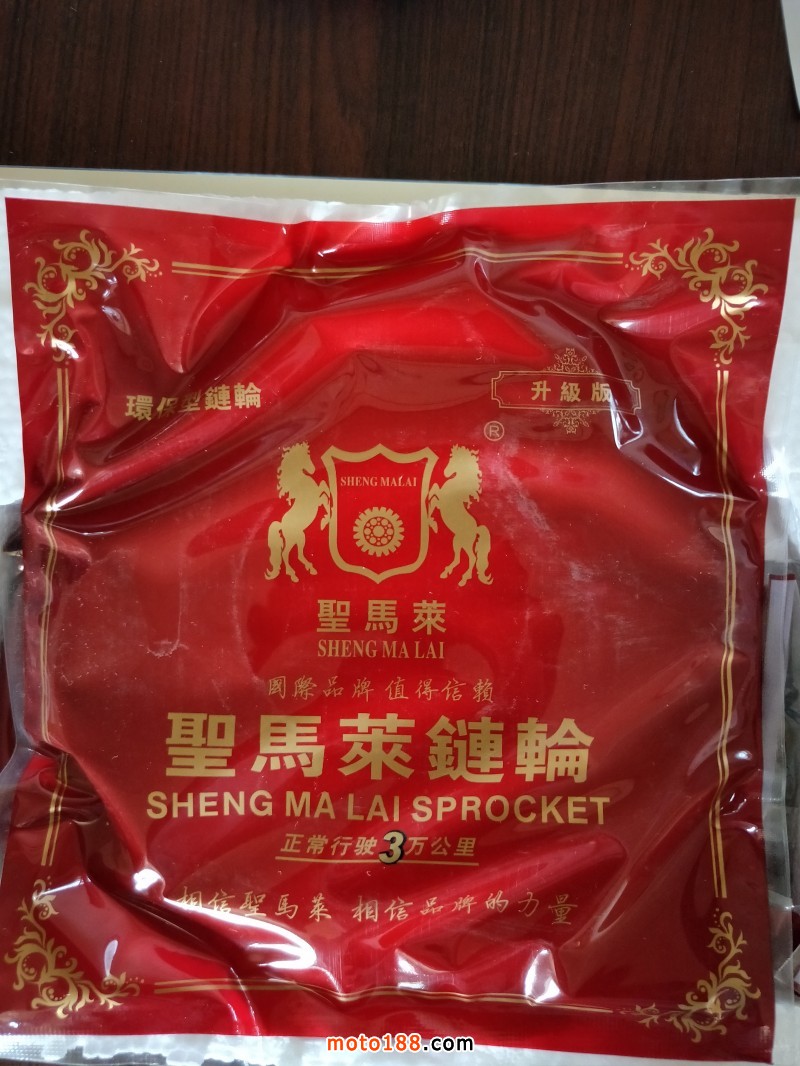 環保型鏈輪
升級版
®
SHENG MALAI
聖馬萊
SHENG MA LAI
國際品牌 值得信賴
聖馬萊鏈輪
SHENG MA LAI SPROCKET
正常行驶3万公里
相信聖馬萊 相信品牌的力量
moto188.com